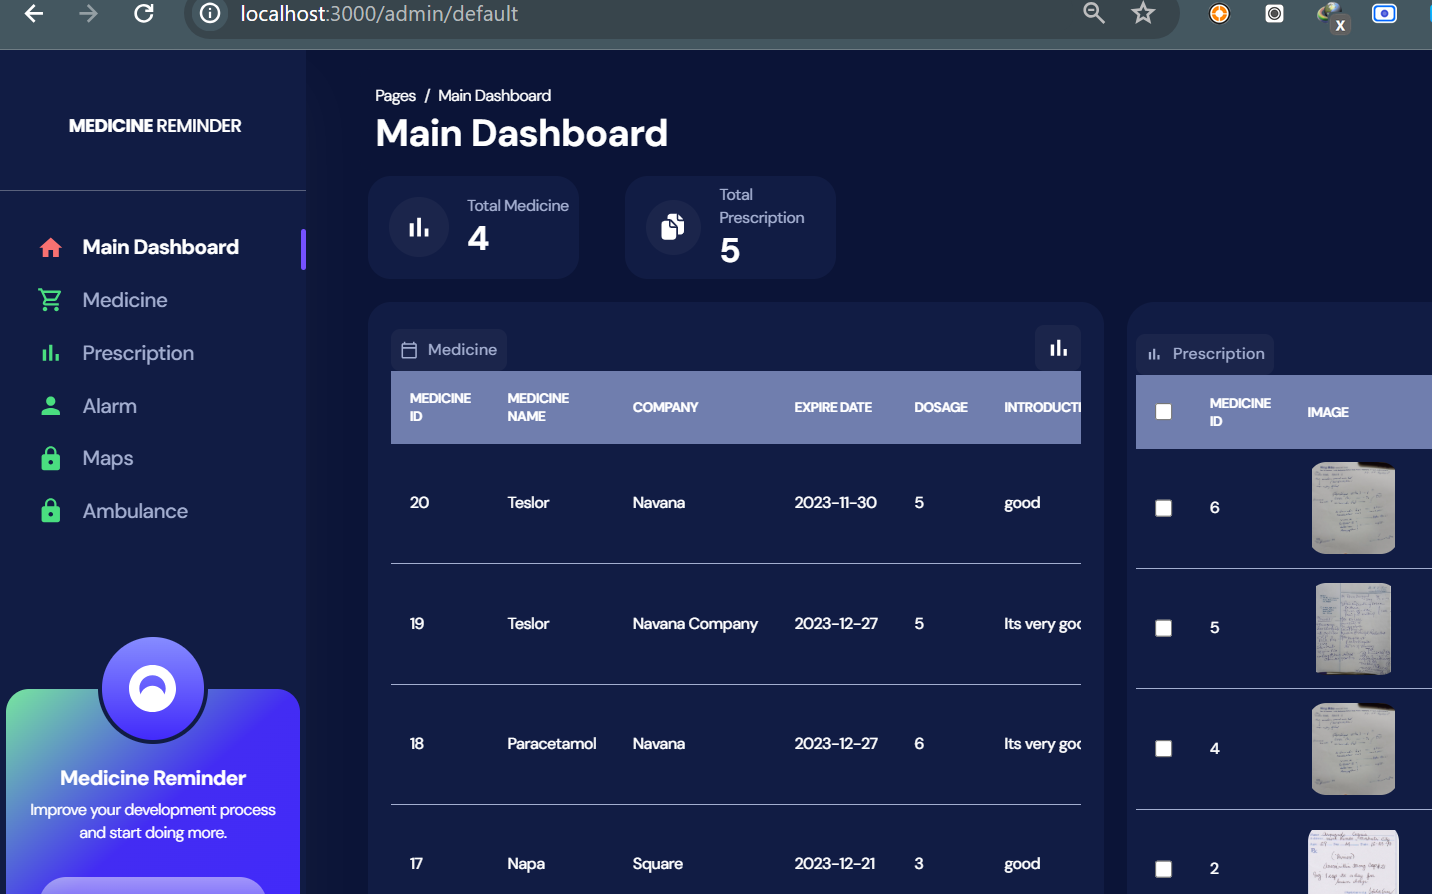 localhost:3000/admin/default
X
MEDICINE REMINDER
Main Dashboard
Medicine
Prescription
Alarm
Maps
Ambulance
Medicine Reminder
Improve your development process
and start doing more.
Pages / Main Dashboard
Main Dashboard
Total Medicine
4
Total
Prescription
5
Medicine
MEDICINE ID MEDICINE NAME COMPANY EXPIRE DATE DOSAGE INTRODUCTI
20 Teslor Navana 2023-11-30 5 good
19 Teslor Navana Company 2023-12-27 5 Its very goo
18 Paracetamol Navana 2023-12-27 6 Its very goo
17 Napa Square 2023-12-21 3 good
Prescription
MEDICINE ID IMAGE
6
5
4
2